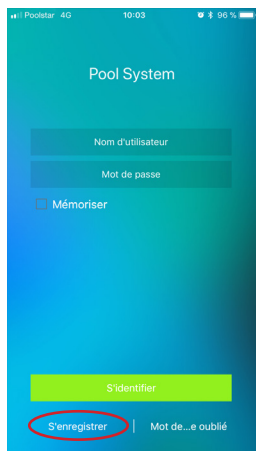 Poolstar 4G 10:03 96 %
Pool System
Nom d'utilisateur
Mot de passe
Mémoriser
S'identifier
S'enregistrer | Mot de...e oublié